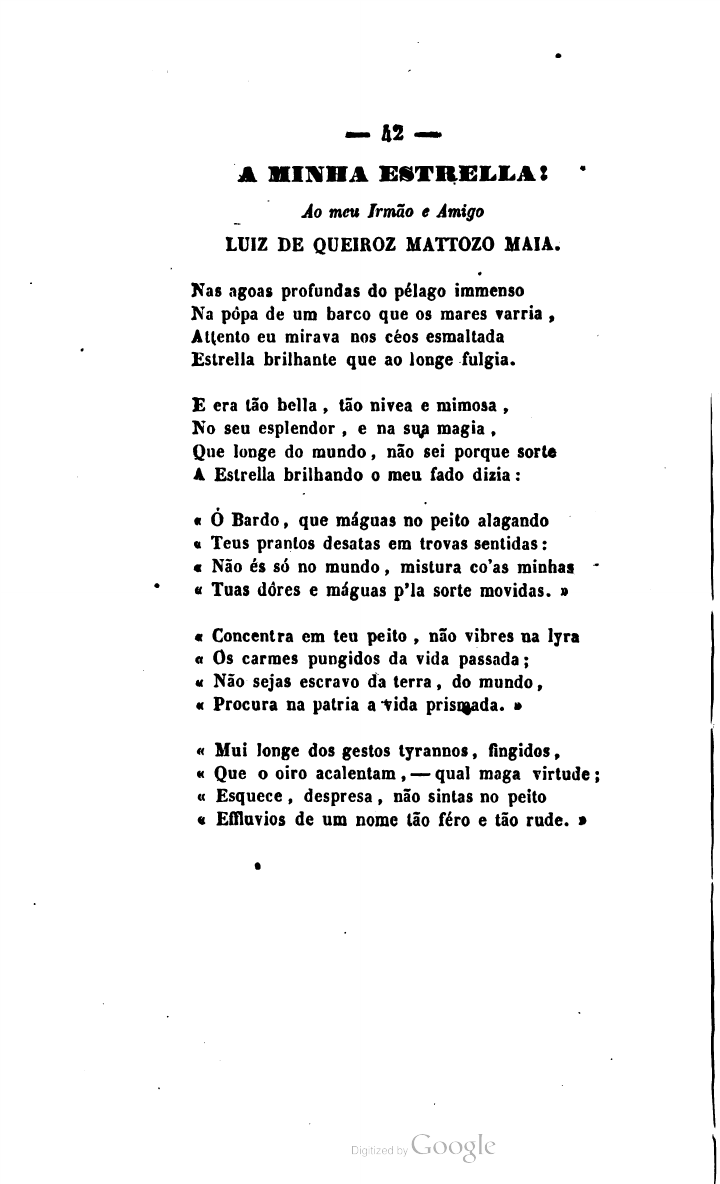 — 42 —
A MINHA ESTRELLA!
Ao meu Irmão e Amigo
LUIZ DE QUEIROZ MATTOZO MAIA.
Nas agoas profundas do pélago immenso
Na pôpa de um barco que os mares varria ,
Attento eu mirava nos céos esmaltada
Estrella brilhante que ao longe fulgia.
E era tão bella , tão nivea e mimosa ,
No seu esplendor , e na sua magia ,
Que longe do mundo , não sei porque sorte
A Estrella brilhando o meu fado dizia :
« Ó Bardo , que máguas no peito alagando
« Teus prantos desatas em trovas sentidas :
« Não és só no mundo , mistura co'as minhas
« Tuas dôres e máguas p'la sorte movidas. »
« Concentra em teu peito , não vibres na lyra
« Os carmes pungidos da vida passada ;
« Não sejas escravo da terra , do mundo ,
« Procura na patria a vida prismada. »
« Mui longe dos gestos tyrannos , fingidos ,
« Que o oiro acalentam , — qual maga virtude ;
« Esquece , despresa , não sintas no peito
« Effluvios de um nome tão féro e tão rude. »
Digitized by Google